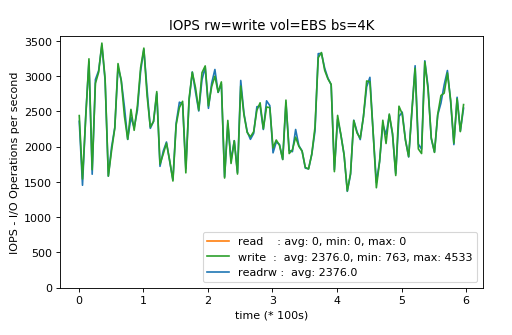 IOPS rw=write vol=EBS bs=4K
IOPS - I/O Operations per second
3500
3000
2500
2000
1500
1000
500
0
read : avg: 0, min: 0, max: 0
write : avg: 2376.0, min: 763, max: 4533
readrw : avg: 2376.0
0 1 2 3 4 5 6
time (* 100s)